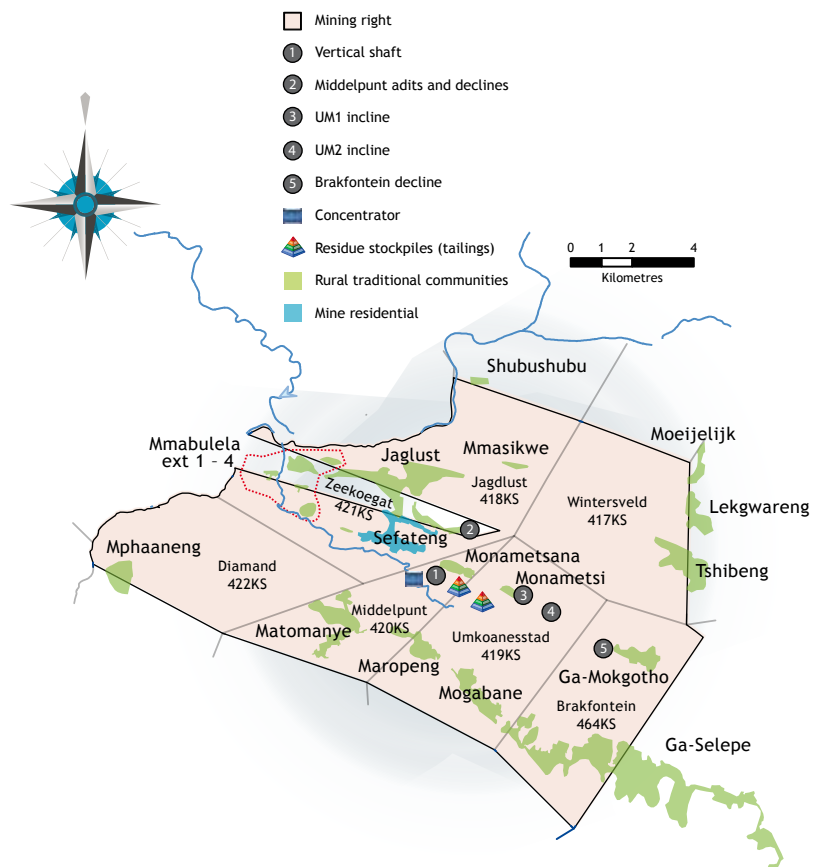 Mining right
1 Vertical shaft
2 Middelpunt adits and declines
3 UM1 incline
4 UM2 incline
5 Brakfontein decline
Concentrator
Residue stockpiles (tailings)
Rural traditional communities
Mine residential
0 1 2 4
Kilometres
Shubushubu
Mmabulela
ext 1 – 4
Jaglust
Mmasikwe
Moeijelijk
Jagdlust
418KS
Zeekoegat
421KS
Wintersveld
417KS
Lekgwareng
2
Sefateng
Mphaaneng
Monametsana
Tshibeng
Diamand
422KS
1
Monametsi
3
4
Middelpunt
420KS
Matomanye
Umkoanesstad
419KS
5
Maropeng
Ga-Mokgotho
Mogabane
Brakfontein
464KS
Ga-Selepe